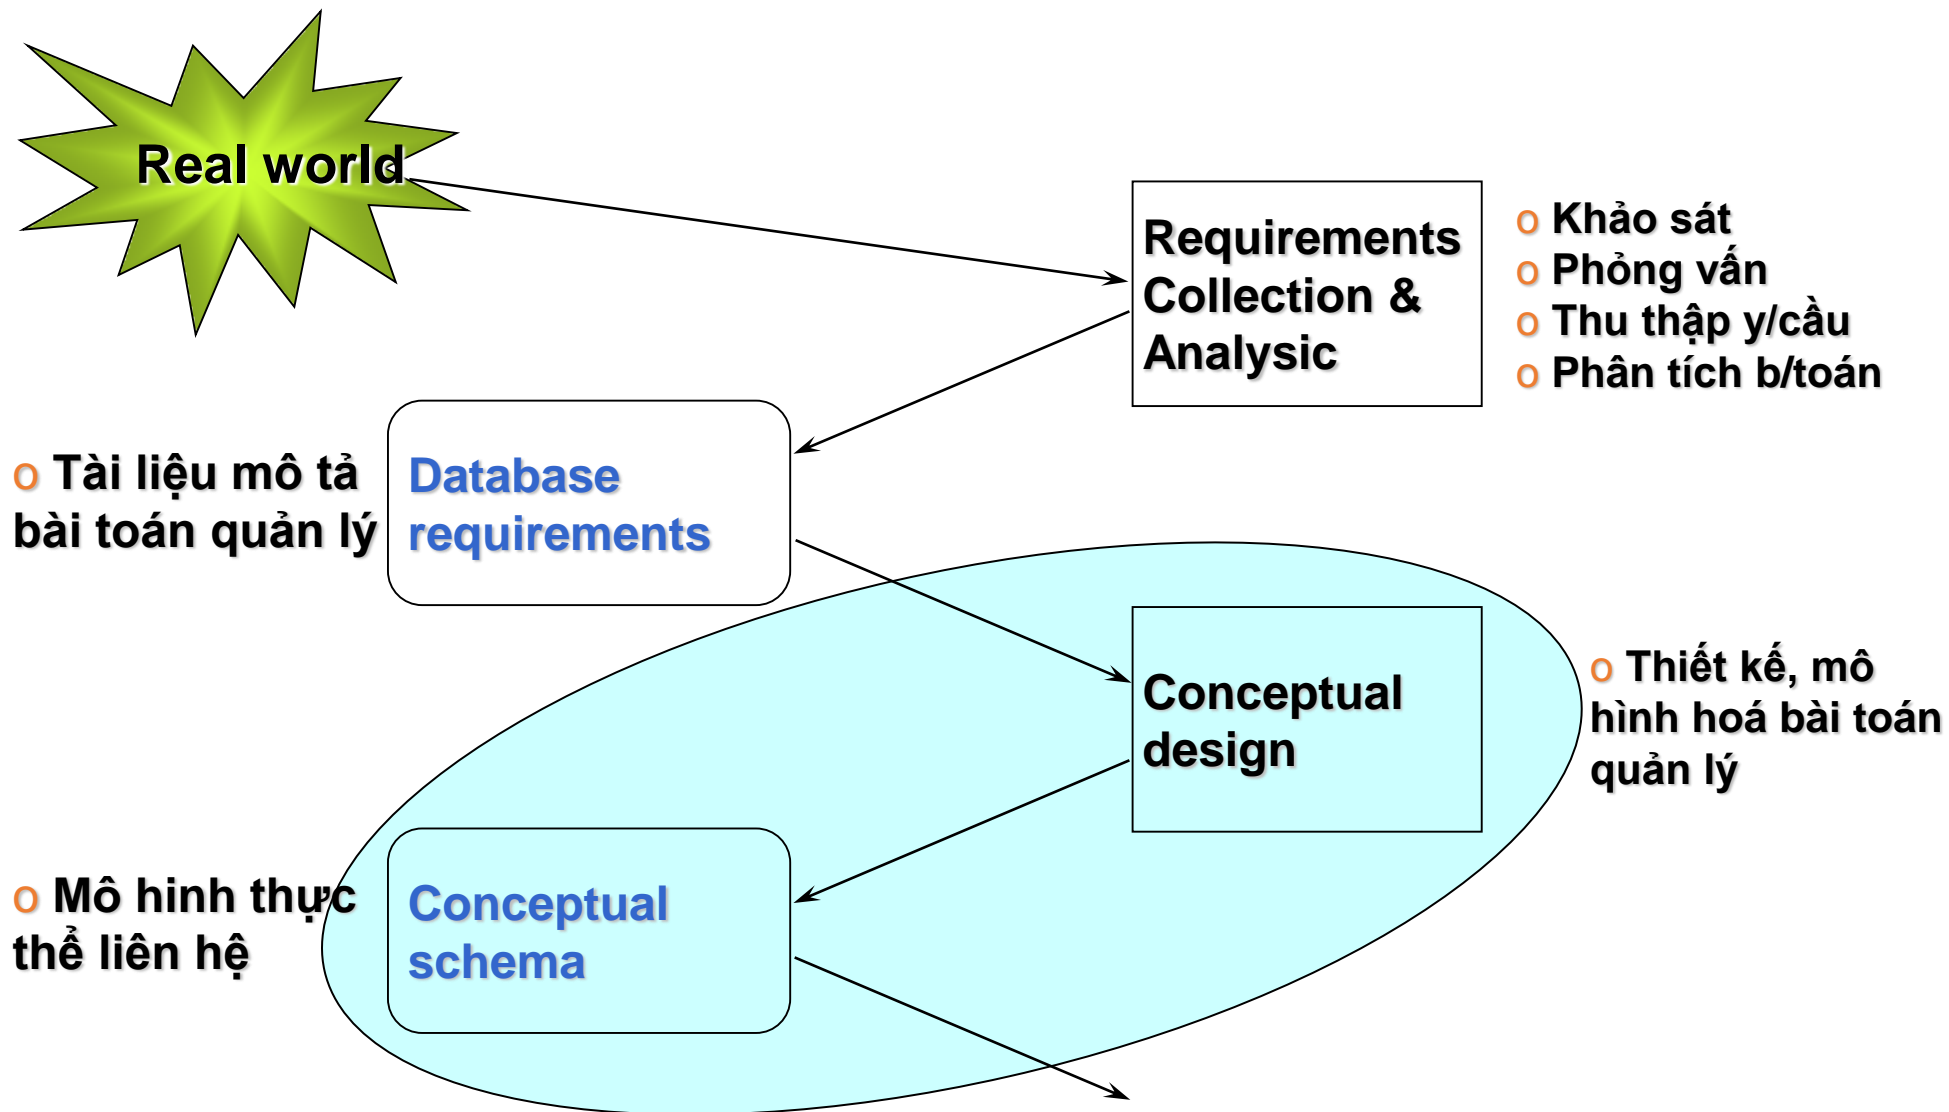 Real world
Requirements
Collection &
Analysic
o Khảo sát
o Phỏng vấn
o Thu thập y/cầu
o Phân tích b/toán
o Tài liệu mô tả
bài toán quản lý
Database
requirements
Conceptual
design
o Thiết kế, mô
hình hoá bài toán
quản lý
o Mô hinh thực
thể liên hệ
Conceptual
schema